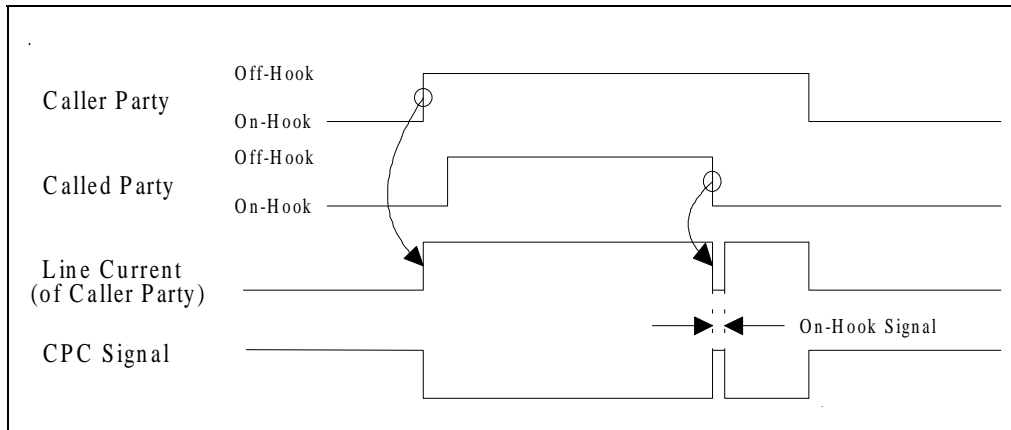 Off-Hook
Caller Party
On-Hook
Off-Hook
Called Party
On-Hook
Line Current
(of Caller Party)
On-Hook Signal
CPC Signal